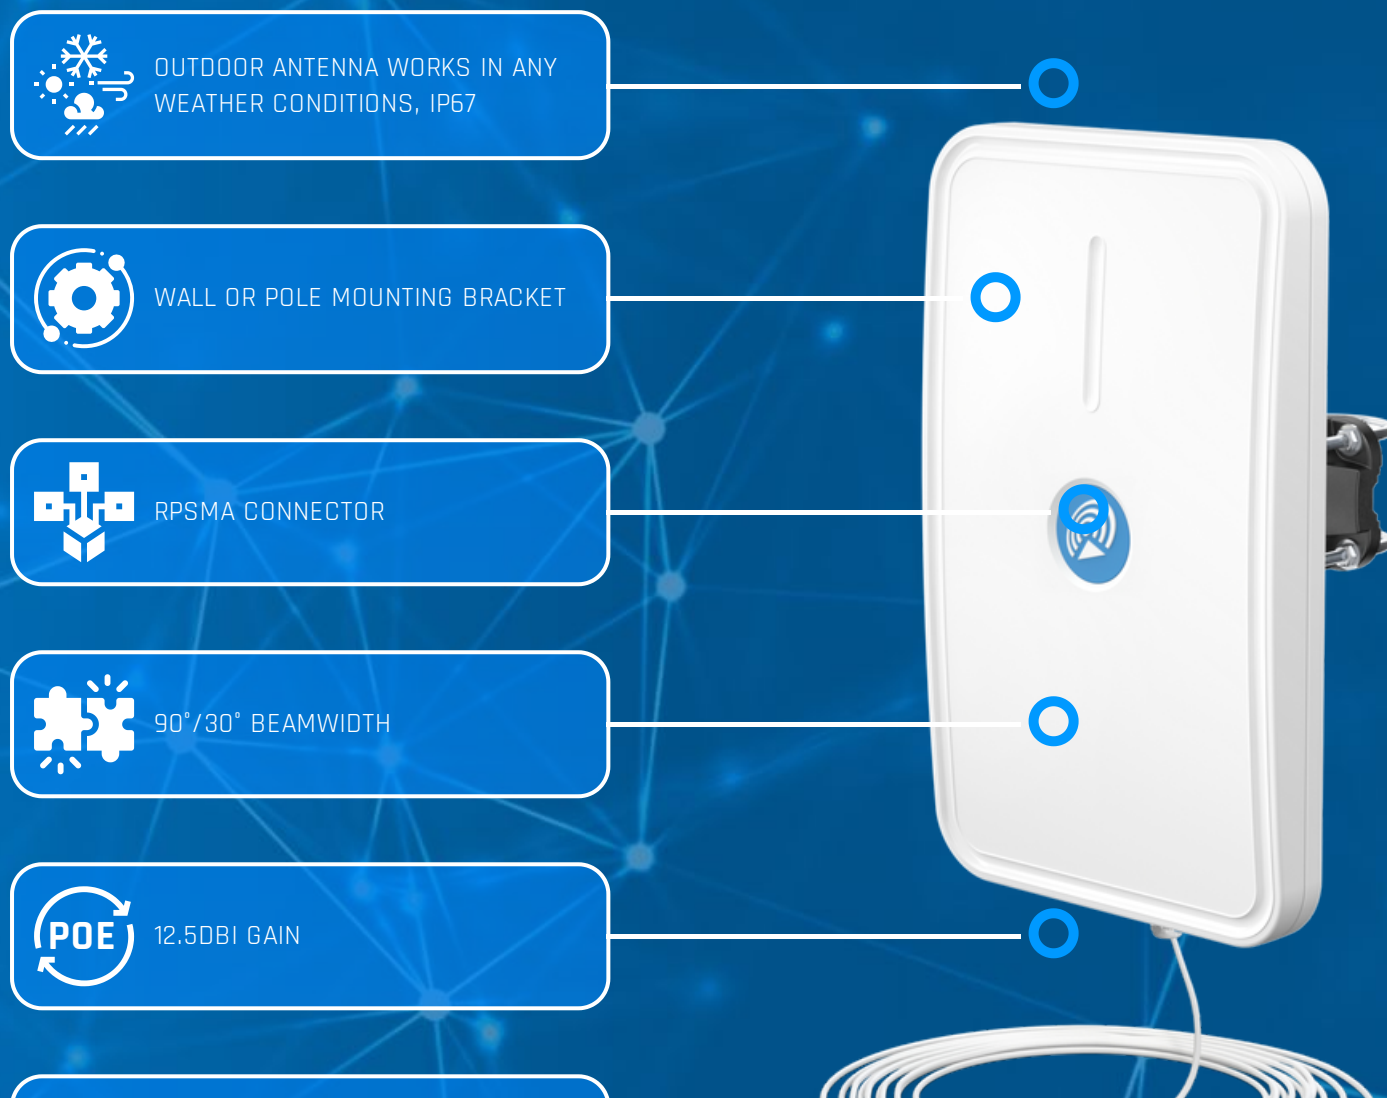 OUTDOOR ANTENNA WORKS IN ANY
WEATHER CONDITIONS, IP67
WALL OR POLE MOUNTING BRACKET
RPSMA CONNECTOR
90°/30° BEAMWIDTH
POE
12.5DBI GAIN